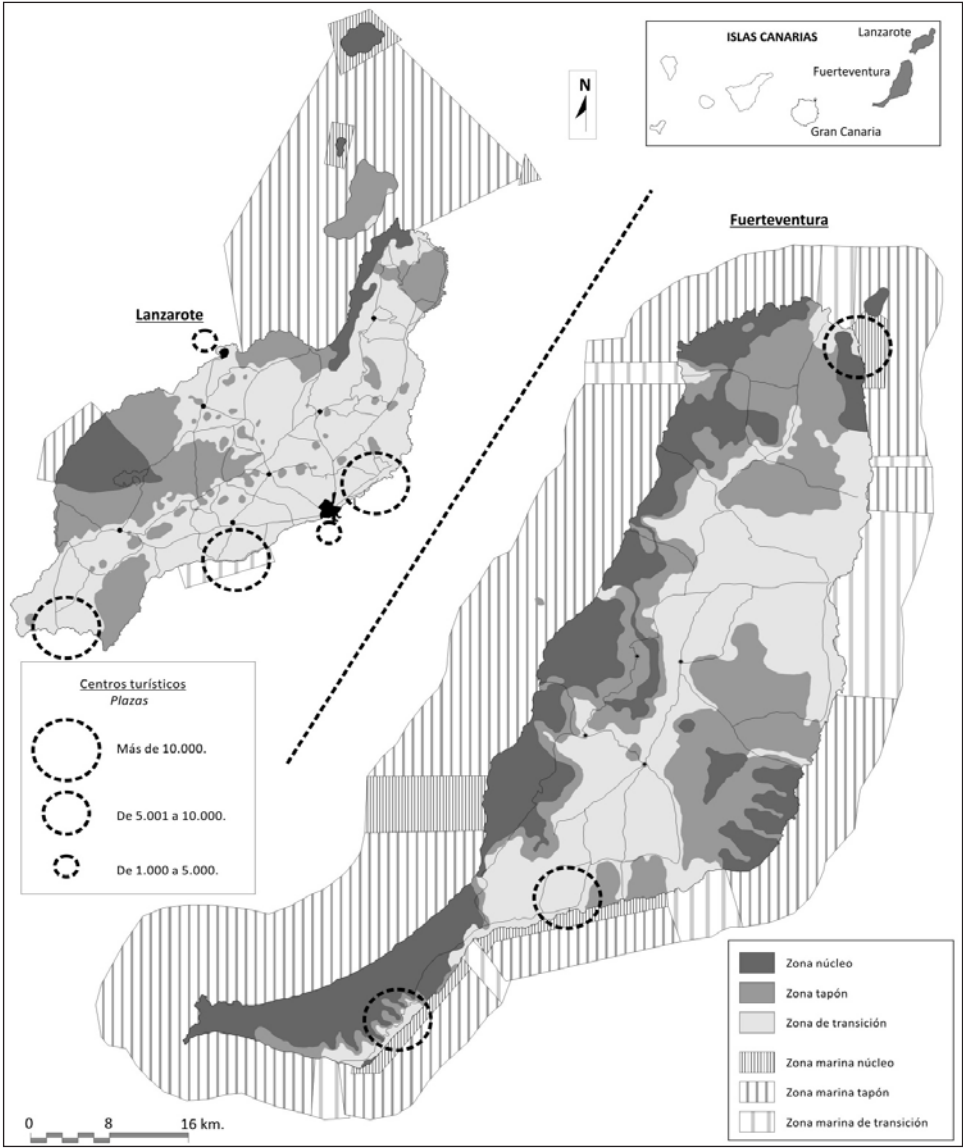 ISLAS CANARIAS
Lanzarote
Fuerteventura
Gran Canaria
N
Fuerteventura
Lanzarote
Centros turísticos
Plazas
Más de 10.000.
De 5.001 a 10.000.
De 1.000 a 5.000.
Zona núcleo
Zona tapón
Zona de transición
Zona marina núcleo
Zona marina tapón
Zona marina de transición
0 8 16 km.